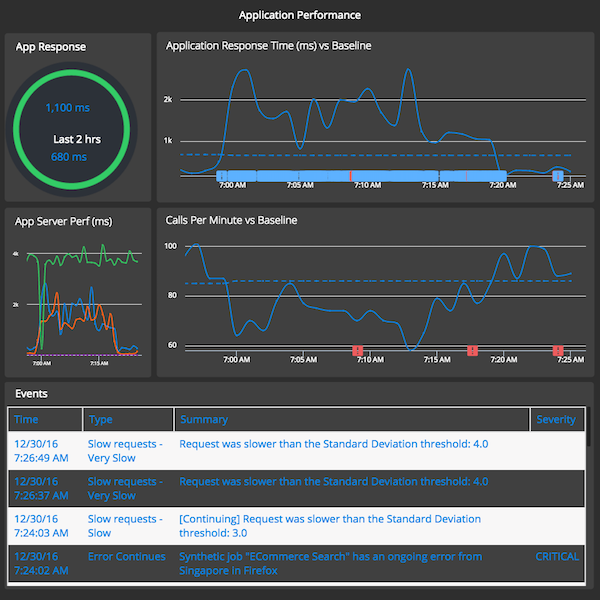 Application Performance
App Response
1,100 ms
Last 2 hrs
680 ms
Application Response Time (ms) vs Baseline
2k
1k
7:00 AM 7:05 AM 7:10 AM 7:15 AM 7:20 AM 7:25 AM
App Server Perf (ms)
4k
2k
7:00 AM 7:15 AM
Calls Per Minute vs Baseline
100
80
60
7:00 AM 7:05 AM 7:10 AM 7:15 AM 7:20 AM 7:25 AM
Events
Time Type Summary Severity
12/30/16 Slow requests - Request was slower than the Standard Deviation threshold: 4.0
7:26:49 AM Very Slow
12/30/16 Slow requests - Request was slower than the Standard Deviation threshold: 4.0
7:26:37 AM Very Slow
12/30/16 Slow requests - [Continuing] Request was slower than the Standard Deviation
7:24:03 AM Slow threshold: 3.0
12/30/16 Error Continues Synthetic Job "ECommerce Search" has an ongoing error from CRITICAL
7:24:02 AM Singapore in Firefox